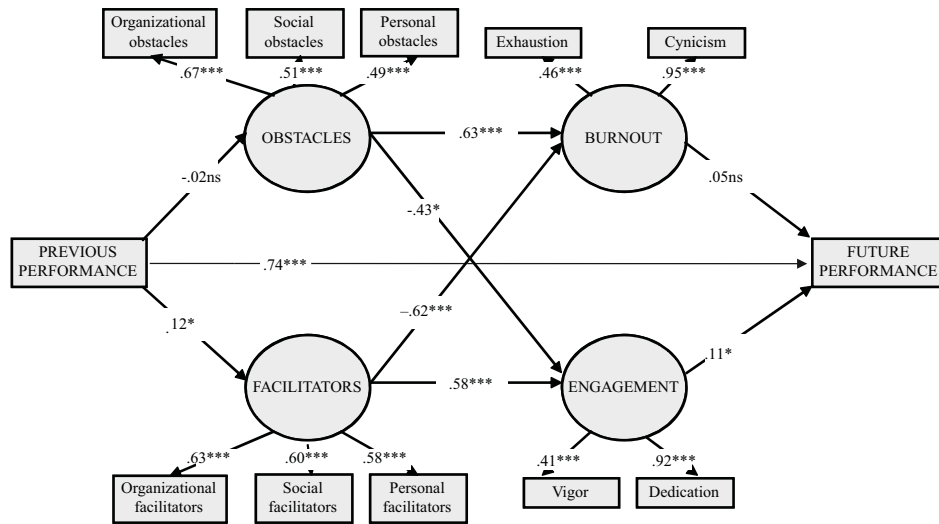 Organizational
obstacles
Social
obstacles
Personal
obstacles
Exhaustion
Cynicism
.67***
.51***
.49***
.46***
.95***
OBSTACLES
.63***
BURNOUT
-.02ns
.05ns
-.43*
PREVIOUS
PERFORMANCE
.74***
FUTURE
PERFORMANCE
.12*
–.62***
.11*
FACILITATORS
.58***
ENGAGEMENT
.63***
.60***
.58***
.41***
.92***
Organizational
facilitators
Social
facilitators
Personal
facilitators
Vigor
Dedication